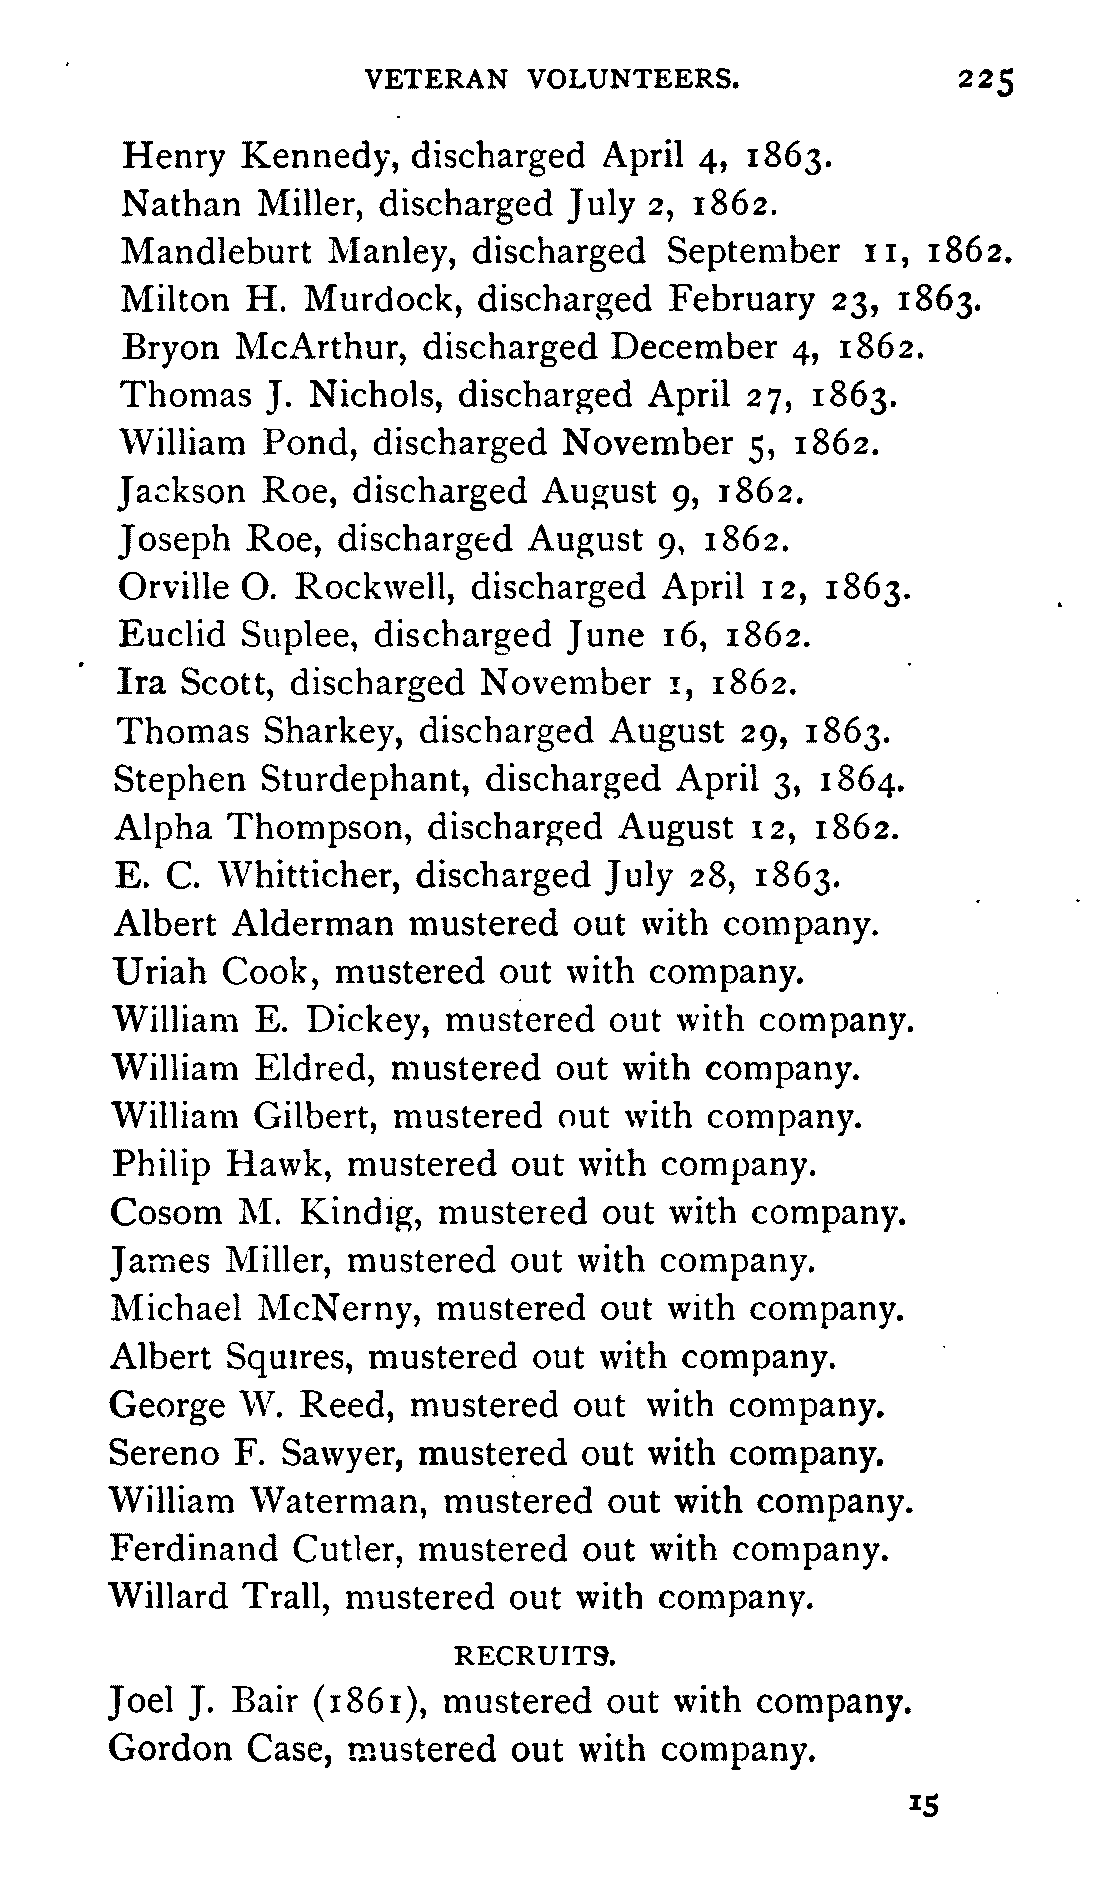 VETERAN VOLUNTEERS. 225
Henry Kennedy, discharged April 4, 1863.
Nathan Miller, discharged July 2, 1862.
Mandleburt Manley, discharged September 11, 1862.
Milton H. Murdock, discharged February 23, 1863.
Bryon McArthur, discharged December 4, 1862.
Thomas J. Nichols, discharged April 27, 1863.
William Pond, discharged November 5, 1862.
Jackson Roe, discharged August 9, 1862.
Joseph Roe, discharged August 9, 1862.
Orville O. Rockwell, discharged April 12, 1863.
Euclid Suplee, discharged June 16, 1862.
Ira Scott, discharged November 1, 1862.
Thomas Sharkey, discharged August 29, 1863.
Stephen Sturdephant, discharged April 3, 1864.
Alpha Thompson, discharged August 12, 1862.
E. C. Whitticher, discharged July 28, 1863.
Albert Alderman mustered out with company.
Uriah Cook, mustered out with company.
William E. Dickey, mustered out with company.
William Eldred, mustered out with company.
William Gilbert, mustered out with company.
Philip Hawk, mustered out with company.
Cosom M. Kindig, mustered out with company.
James Miller, mustered out with company.
Michael McNerny, mustered out with company.
Albert Squires, mustered out with company.
George W. Reed, mustered out with company.
Sereno F. Sawyer, mustered out with company.
William Waterman, mustered out with company.
Ferdinand Cutler, mustered out with company.
Willard Trall, mustered out with company.
RECRUITS.
Joel J. Bair (1861), mustered out with company.
Gordon Case, mustered out with company.
15